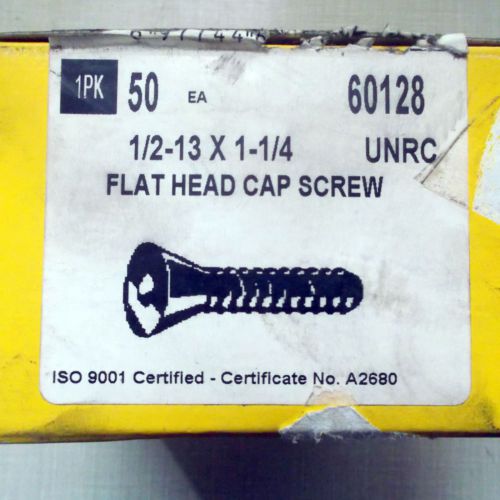 1PK 50 EA 60128
1/2-13 X 1-1/4 UNRC
FLAT HEAD CAP SCREW
ISO 9001 Certified - Certificate No. A2680